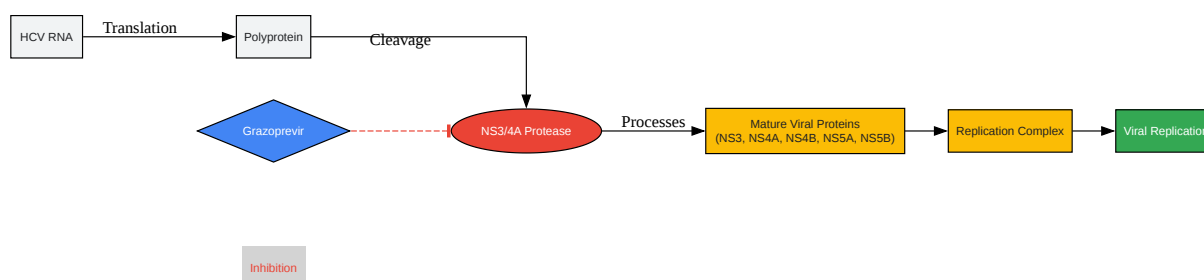 HCV RNA
Translation
Polyprotein
Cleavage
Grazoprevir
NS3/4A Protease
Processes
Mature Viral Proteins
(NS3, NS4A, NS4B, NS5A, NS5B)
Replication Complex
Viral Replication
Inhibition